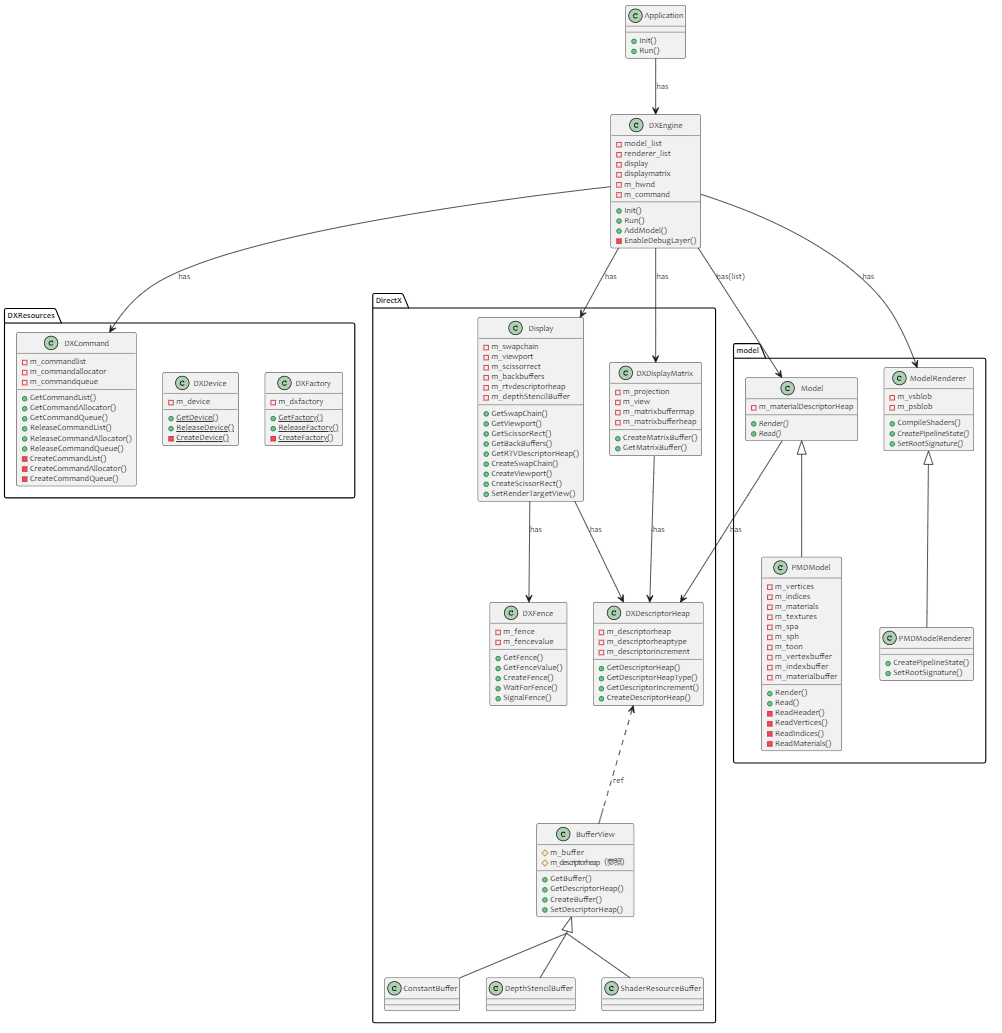 C Application
Init()
Run()
has
C DXEngine
model_list
renderer_list
display
displaymatrix
m_hwnd
m_command
Init()
Run()
AddModel()
EnableDebugLayer()
has
has
has
has(list)
has
DXResources
C DXCommand
m_commandlist
m_commandallocator
m_commandqueue
GetCommandList()
GetCommandAllocator()
GetCommandQueue()
ReleaseCommandList()
ReleaseCommandAllocator()
ReleaseCommandQueue()
CreateCommandList()
CreateCommandAllocator()
CreateCommandQueue()
C DXDevice
m_device
GetDevice()
ReleaseDevice()
CreateDevice()
C DXFactory
m_dxfactory
GetFactory()
ReleaseFactory()
CreateFactory()
DirectX
C Display
m_swapchain
m_viewport
m_scissorrect
m_backbuffers
m_rtvdescriptorheap
m_depthStencilBuffer
GetSwapChain()
GetViewport()
GetScissorRect()
GetBackBuffers()
GetRTVDescriptorHeap()
CreateSwapChain()
CreateViewport()
CreateScissorRect()
SetRenderTargetView()
C DXDisplayMatrix
m_projection
m_view
m_matrixbuffermap
m_matrixbufferheap
CreateMatrixBuffer()
GetMatrixBuffer()
has
has
has
has
C DXFence
m_fence
m_fencevalue
GetFence()
GetFenceValue()
CreateFence()
WaitForFence()
SignalFence()
C DXDescriptorHeap
m_descriptorheap
m_descriptorheaptype
m_descriptorincrement
GetDescriptorHeap()
GetDescriptorHeapType()
GetDescriptorIncrement()
CreateDescriptorHeap()
ref
C BufferView
m_buffer
m_descriptorheap（参照）
GetBuffer()
GetDescriptorHeap()
CreateBuffer()
SetDescriptorHeap()
C ConstantBuffer
C DepthStencilBuffer
C ShaderResourceBuffer
model
C Model
m_materialDescriptorHeap
Render()
Read()
C ModelRenderer
m_vsblob
m_psblob
CompileShaders()
CreatePipelineState()
SetRootSignature()
C PMDModel
m_vertices
m_indices
m_materials
m_textures
m_spa
m_sph
m_toon
m_vertexbuffer
m_indexbuffer
m_materialbuffer
Render()
Read()
ReadHeader()
ReadVertices()
ReadIndices()
ReadMaterials()
C PMDModelRenderer
CreatePipelineState()
SetRootSignature()